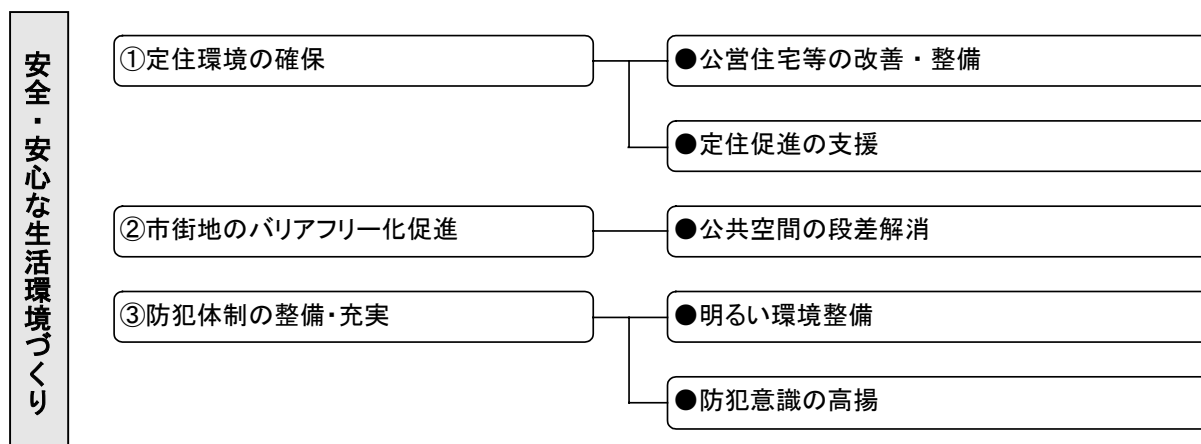 安全・安心な生活環境づくり
①定住環境の確保
●公営住宅等の改善・整備
●定住促進の支援
②市街地のバリアフリー化促進
●公共空間の段差解消
③防犯体制の整備・充実
●明るい環境整備
●防犯意識の高揚